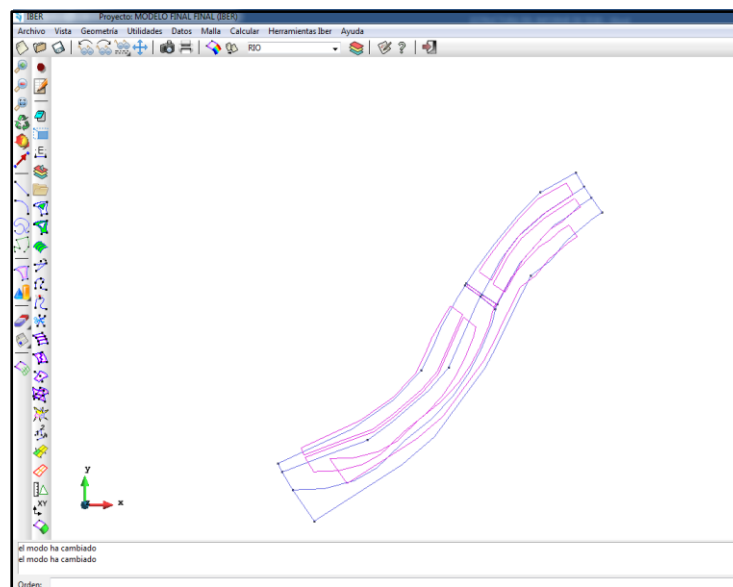 IBER Proyecto: MODELO FINAL FINAL (IBER)
Archivo Vista Geometría Utilidades Datos Malla Calcular Herramientas Iber Ayuda
RIO
E
XY
y
x
el modo ha cambiado
el modo ha cambiado
Orden: